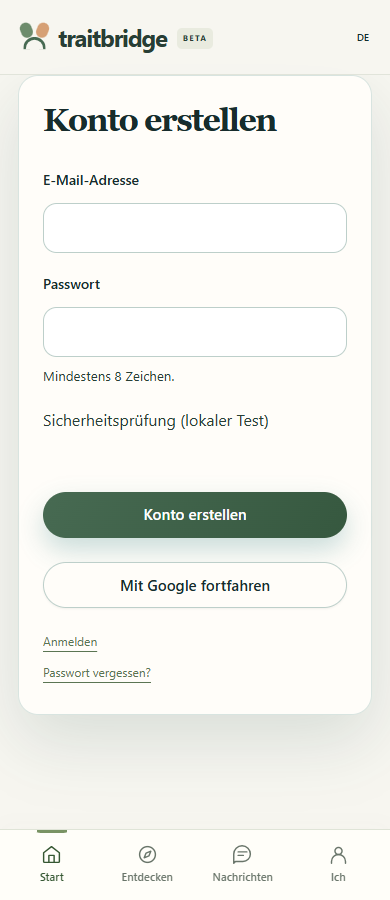 traitbridge BETA DE
Konto erstellen
E-Mail-Adresse
Passwort
Mindestens 8 Zeichen.
Sicherheitsprüfung (lokaler Test)
Konto erstellen
Mit Google fortfahren
Anmelden
Passwort vergessen?
Start Entdecken Nachrichten Ich